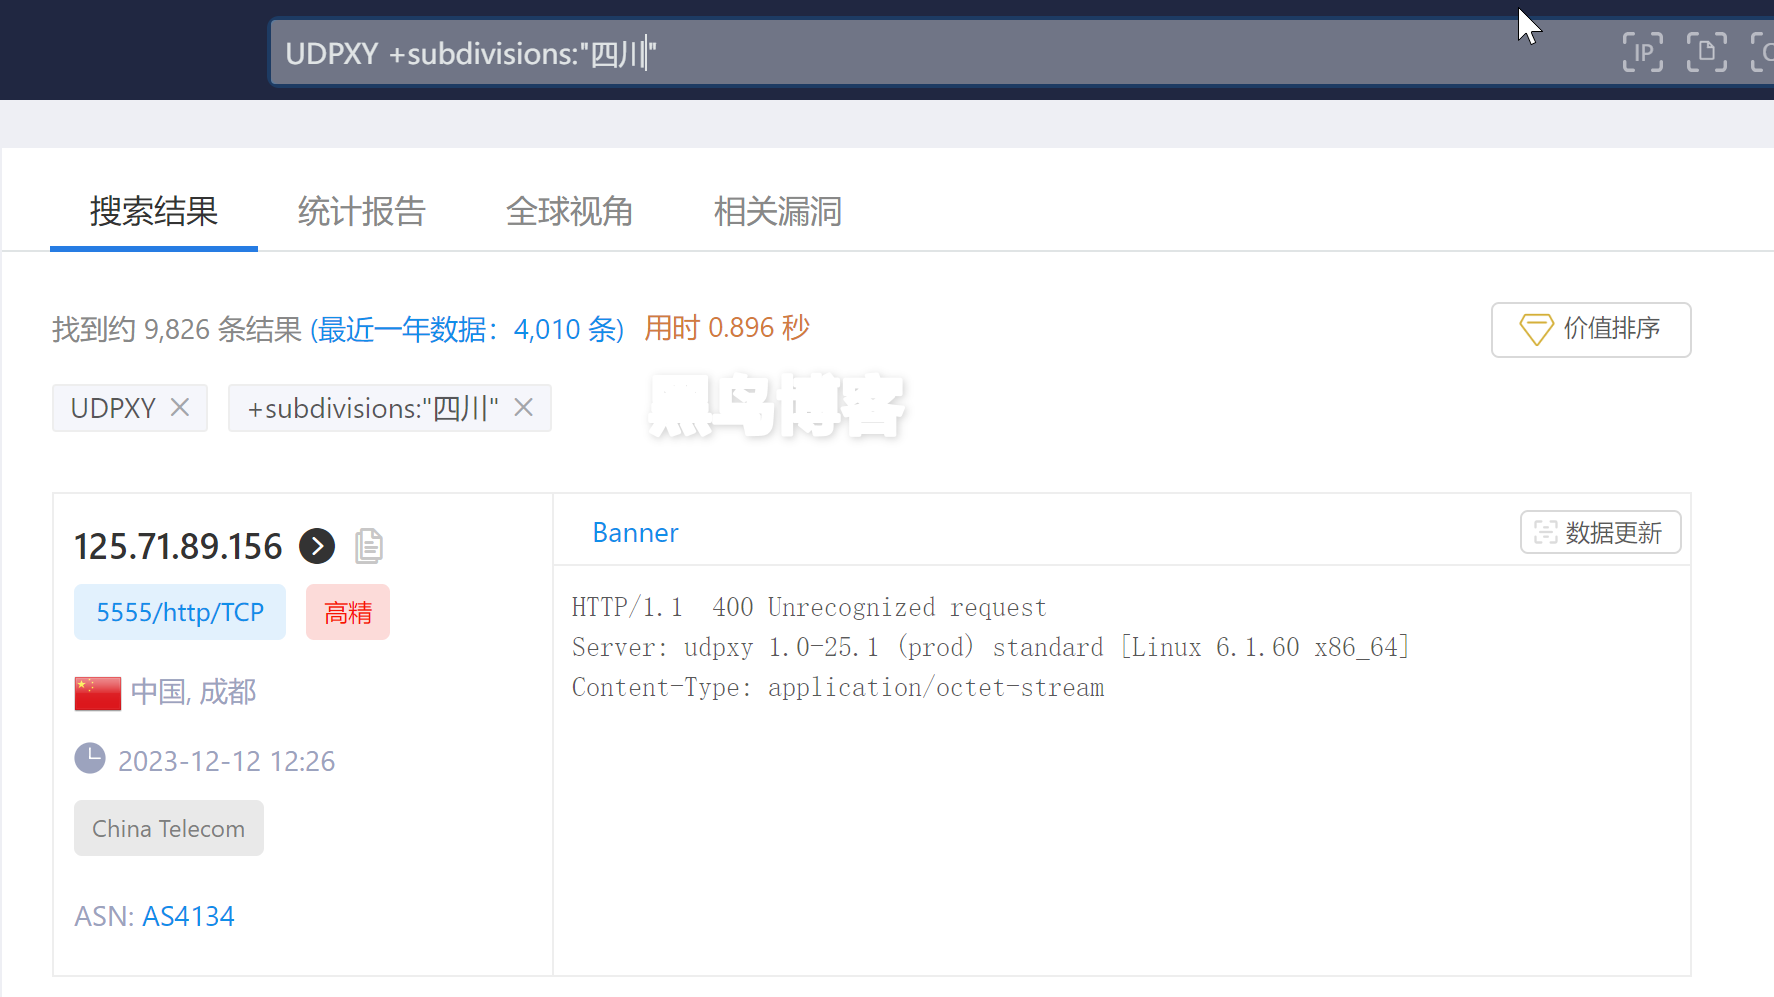 UDPXY +subdivisions:"四川"
IP
搜索结果 统计报告 全球视角 相关漏洞
找到约 9,826 条结果 (最近一年数据：4,010 条) 用时 0.896 秒
价值排序
UDPXY +subdivisions:"四川"
黑鸟博客
125.71.89.156
Banner
数据更新
5555/http/TCP 高精
HTTP/1.1  400 Unrecognized request
Server: udpxy 1.0-25.1 (prod) standard [Linux 6.1.60 x86_64]
Content-Type: application/octet-stream
中国, 成都
2023-12-12 12:26
China Telecom
ASN: AS4134